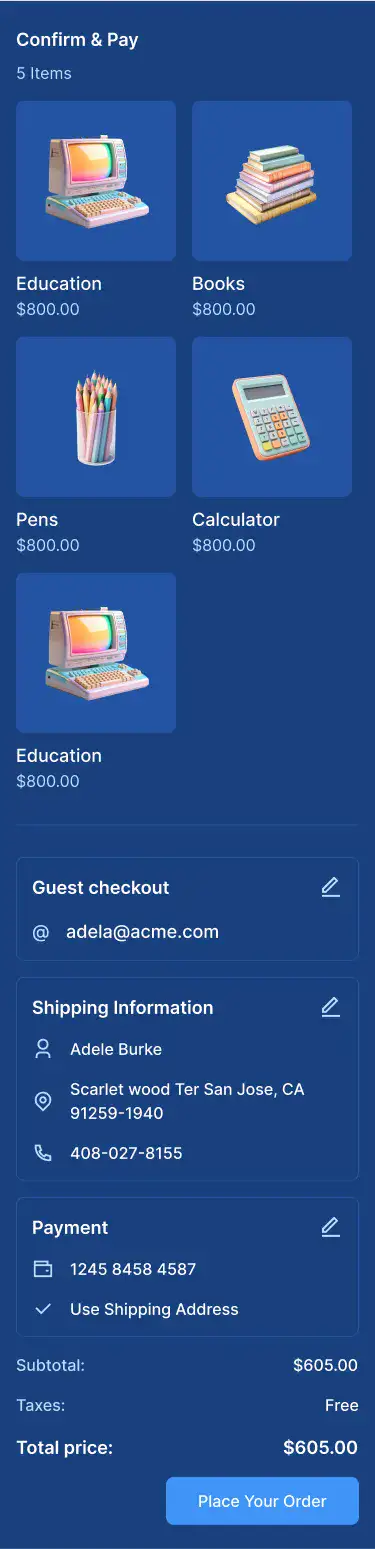 Confirm & Pay
5 Items
Education
$800.00
Books
$800.00
Pens
$800.00
Calculator
$800.00
Education
$800.00
Guest checkout
@ adela@acme.com
Shipping Information
Adele Burke
Scarlet wood Ter San Jose, CA
91259-1940
408-027-8155
Payment
1245 8458 4587
Use Shipping Address
Subtotal: $605.00
Taxes: Free
Total price: $605.00
Place Your Order